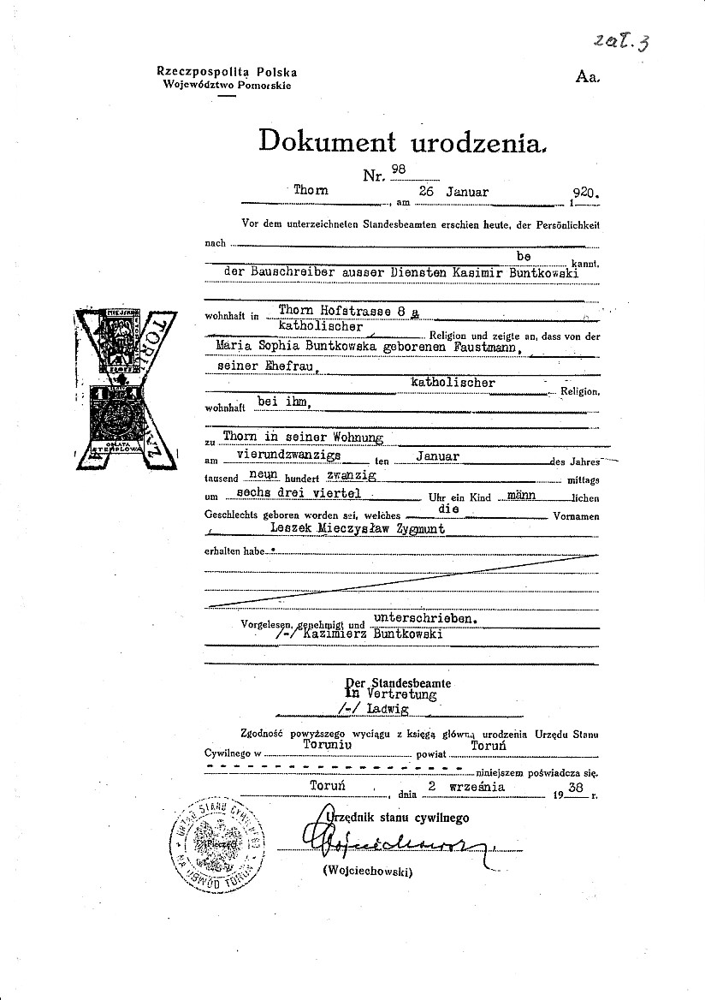 zał. 3
Rzeczpospolita Polska
Województwo Pomorskie
Aa.
Dokument urodzenia.
Nr. 98
Thorn, am 26 Januar 1920.
Vor dem unterzeichneten Standesbeamten erschien heute, der Persönlichkeit
nach
be kannt,
der Bauschreiber ausser Diensten Kasimir Buntkowski
wohnhaft in Thorn Hofstrasse 8 a
katholischer Religion und zeigte an, dass von der
Maria Sophia Buntkowska geborenen Faustmann,
seiner Ehefrau,
katholischer Religion,
wohnhaft bei ihm,
zu Thorn in seiner Wohnung
am vierundzwanzigs ten Januar des Jahres
tausend neun hundert zwanzig mittags
um sechs drei viertel Uhr ein Kind männ lichen
Geschlechts geboren worden sei, welches die Vornamen
Leszek Mieczysław Zygmunt
erhalten habe.
Vorgelesen, genehmigt und unterschrieben.
/-/ Kazimierz Buntkowski
Der Standesbeamte
In Vertretung
/-/ Ladwig
Zgodność powyższego wyciągu z księgą główną urodzenia Urzędu Stanu
Cywilnego w Toruniu powiat Toruń
niniejszem poświadcza się.
Toruń, dnia 2 września 1938 r.
Urzędnik stanu cywilnego
(Wojciechowski)
MIEJSKA
TORUŃ
1 1
OPŁATA
STEMPLOWA
URZĄD STANU CYWILNEGO
NA OBWÓD TORUŃ
Pieczęć